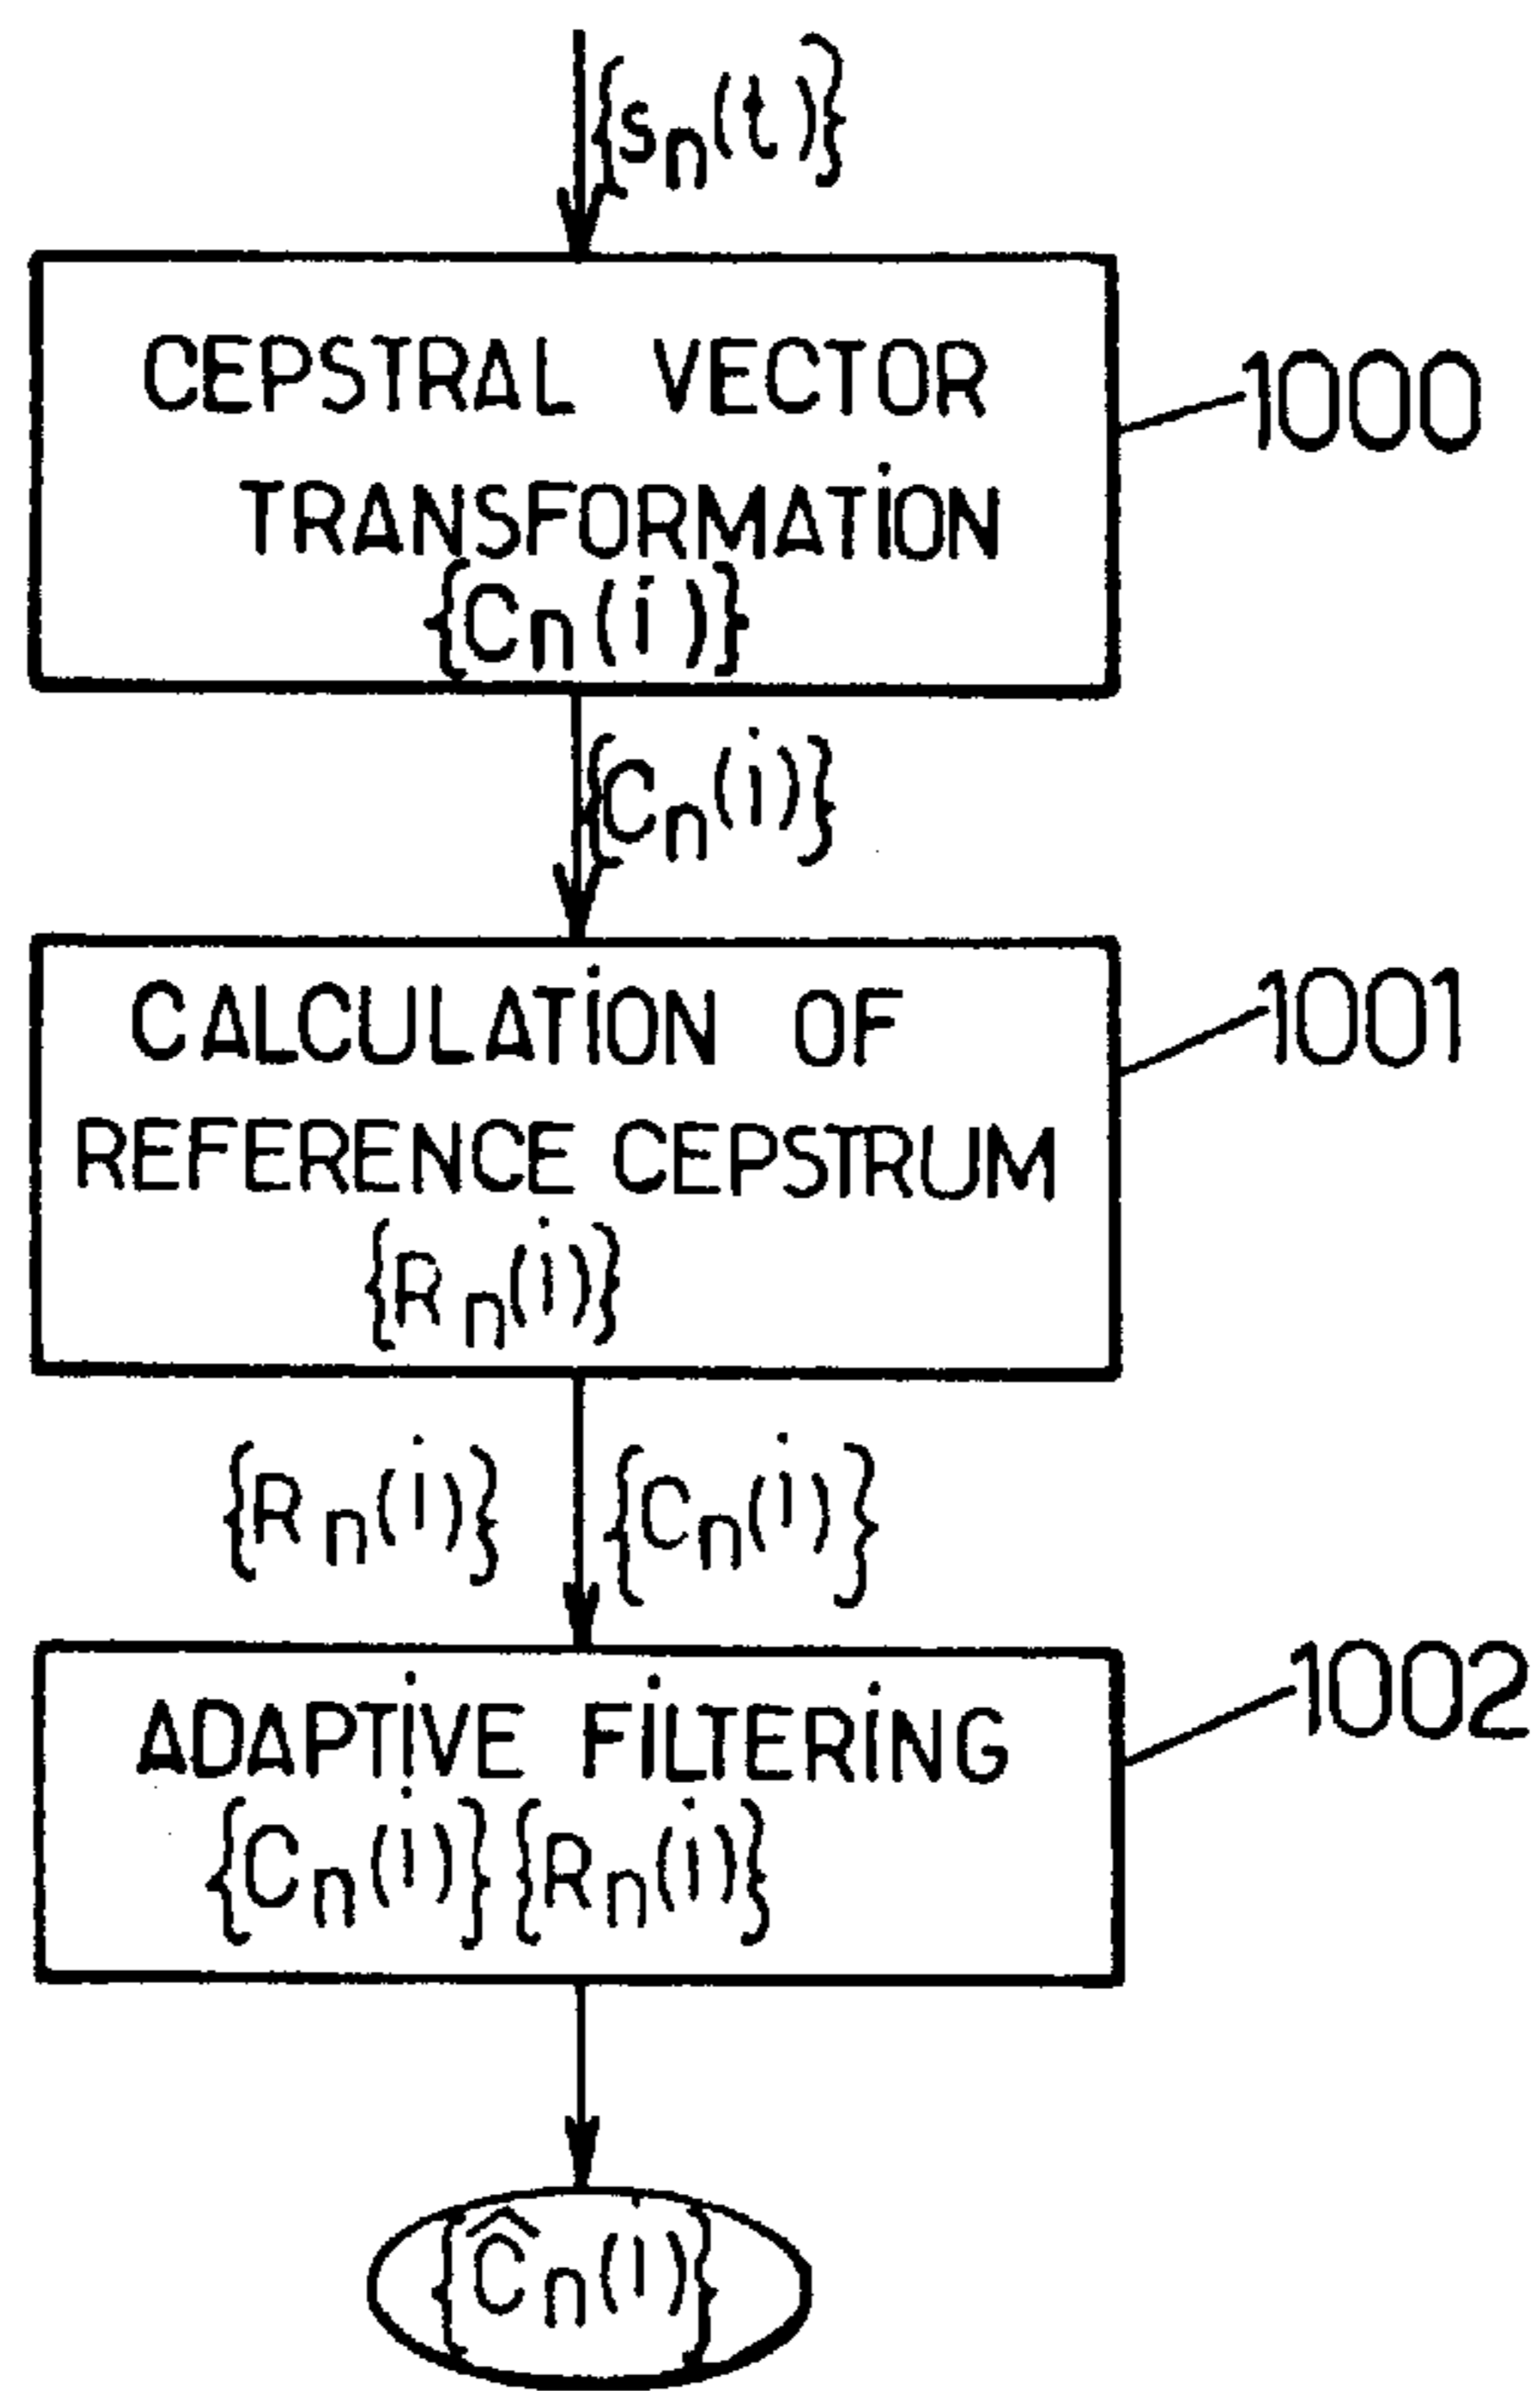 {sn(t)}
CEPSTRAL VECTOR
TRANSFORMATION
{Cn(i)}
1000
{Cn(i)}
CALCULATION OF
REFERENCE CEPSTRUM
{Rn(i)}
1001
{Rn(i)} {Cn(i)}
ADAPTIVE FILTERING
{Cn(i)} {Rn(i)}
1002
{Ĉn(i)}